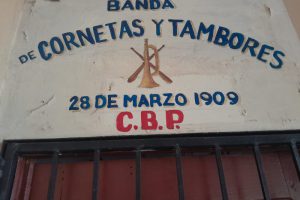 BANDA
DE CORNETAS Y TAMBORES
28 DE MARZO 1909
C.B.P.